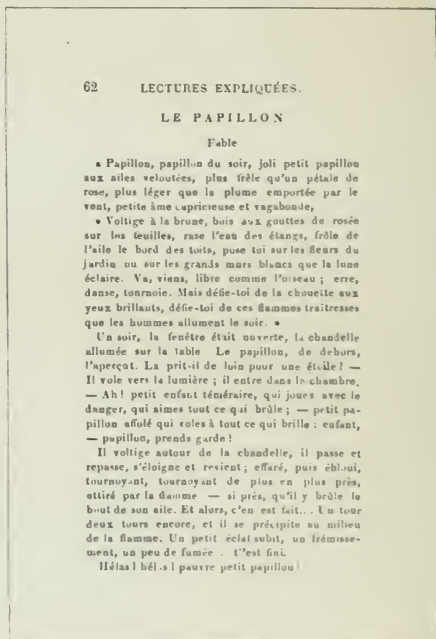 62 LECTURES EXPLIQUÉES.
LE PAPILLON
Fable
« Papillon, papillon du soir, joli petit papillon
aux ailes veloutées, plus frêle qu'un pétale de
rose, plus léger que la plume emportée par le
vent, petite âme capricieuse et vagabonde,
« Voltige à la brune, bois aux gouttes de rosée
sur les feuilles, rase l'eau des étangs, frôle de
l'aile le bord des toits, pose toi sur les fleurs du
jardin ou sur les grands murs blancs que la lune
éclaire. Va, viens, libre comme l'oiseau ; erre,
danse, tournoie. Mais défie-toi de la chouette aux
yeux brillants, défie-toi de ces flammes traîtresses
que les hommes allument le soir. »
Un soir, la fenêtre était ouverte, la chandelle
allumée sur la table Le papillon, de dehors,
l'aperçut. La prit-il de loin pour une étoile ! —
Il vole vers la lumière ; il entre dans la chambre.
— Ah ! petit enfant téméraire, qui joues avec le
danger, qui aimes tout ce qui brûle ; — petit pa-
pillon affolé qui voles à tout ce qui brille : enfant,
— papillon, prends garde !
Il voltige autour de la chandelle, il passe et
repasse, s'éloigne et revient ; effaré, puis ébloui,
tournoyant, tournoyant de plus en plus près,
attiré par la flamme — si près, qu'il y brûle le
bout de son aile. Et alors, c'en est fait... Un tour
deux tours encore, et il se précipite au milieu
de la flamme. Un petit éclat subit, un frémisse-
ment, un peu de fumée . C'est fini.
Hélas ! hélas ! pauvre petit papillon !